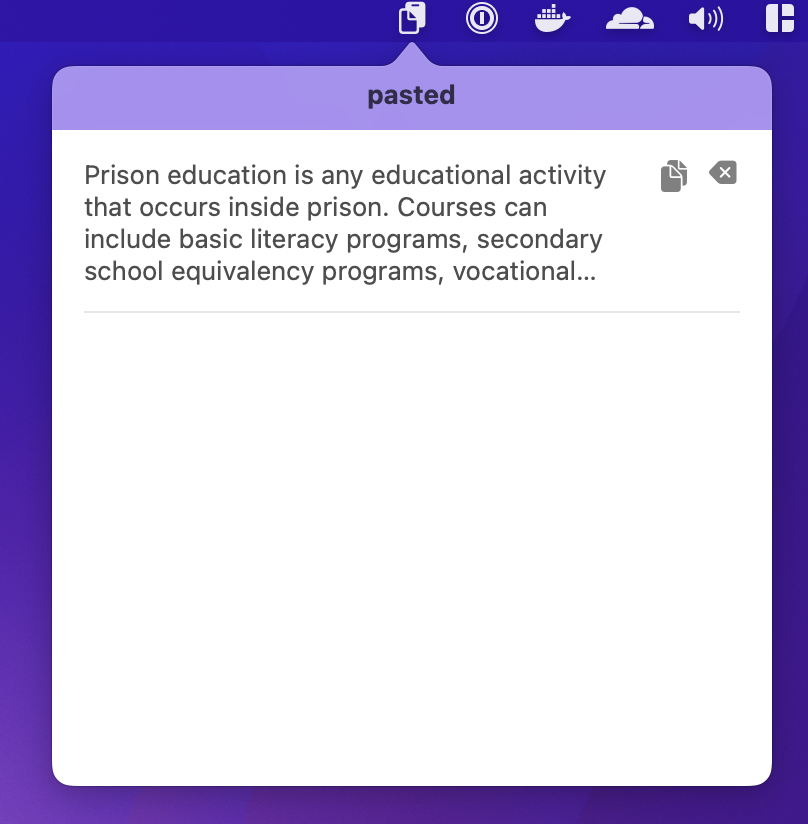 pasted
Prison education is any educational activity
that occurs inside prison. Courses can
include basic literacy programs, secondary
school equivalency programs, vocational...